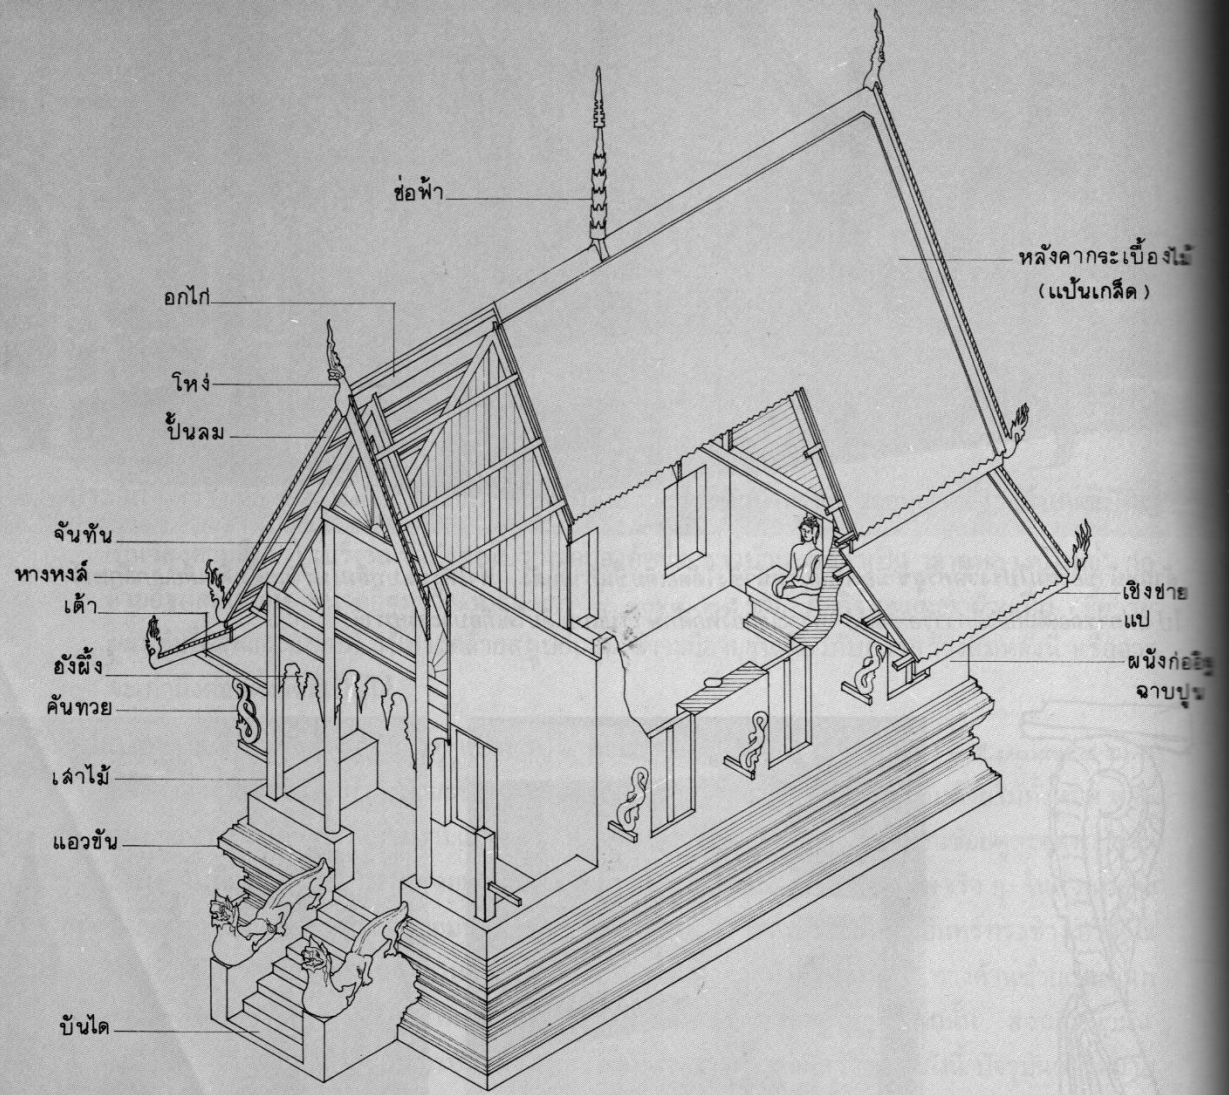 ช่อฟ้า
หลังคากระเบื้องไม้
(แป้นเกล็ด)
อกไก่
โหง่
ปั้นลม
จันทัน
หางหงส์
เต้า
เชิงชาย
แป
ฮังผึ้ง
ผนังก่ออิฐ
ฉาบปูน
คันทวย
เล่าไม้
แอวขัน
บันได